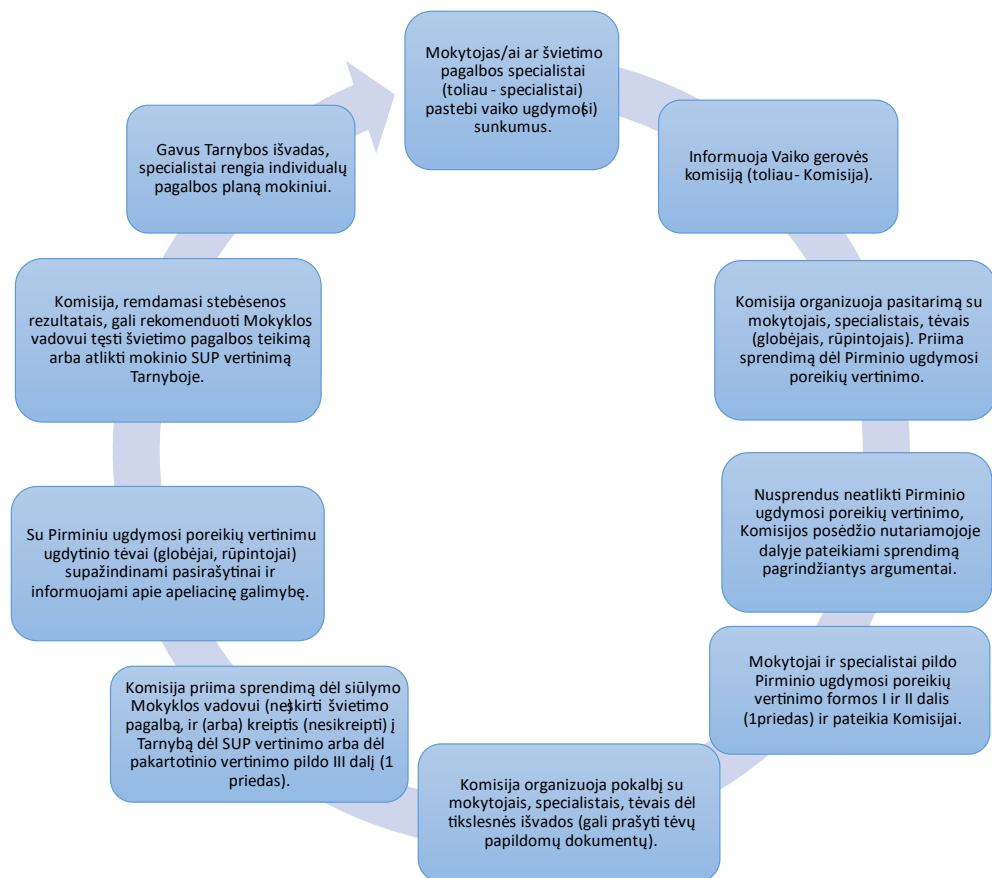 Mokytojas/ai ar švietimo
pagalbos specialistai
(toliau - specialistai)
pastebi vaiko ugdymo(si)
sunkumus.
Informuoja Vaiko gerovės
komisiją (toliau - Komisija).
Komisija organizuoja pasitarimą su
mokytojais, specialistais, tėvais
(globėjais, rūpintojais). Priima
sprendimą dėl Pirminio ugdymosi
poreikių vertinimo.
Nusprendus neatlikti Pirminio
ugdymosi poreikių vertinimo,
Komisijos posėdžio nutariamojoje
dalyje pateikiami sprendimą
pagrindžiantys argumentai.
Mokytojai ir specialistai pildo
Pirminio ugdymosi poreikių
vertinimo formos I ir II dalis
(1priedas) ir pateikia Komisijai.
Komisija organizuoja pokalbį su
mokytojais, specialistais, tėvais dėl
tikslesnės išvados (gali prašyti tėvų
papildomų dokumentų).
Komisija priima sprendimą dėl siūlymo
Mokyklos vadovui (ne)skirti švietimo
pagalbą, ir (arba) kreiptis (nesikreipti) į
Tarnybą dėl SUP vertinimo arba dėl
pakartotinio vertinimo pildo III dalį (1
priedas).
Su Pirminiu ugdymosi poreikių vertinimu
ugdytinio tėvai (globėjai, rūpintojai)
supažindinami pasirašytinai ir
informuojami apie apeliacinę galimybę.
Komisija, remdamasi stebėsenos
rezultatais, gali rekomenduoti Mokyklos
vadovui tęsti švietimo pagalbos teikimą
arba atlikti mokinio SUP vertinimą
Tarnyboje.
Gavus Tarnybos išvadas,
specialistai rengia individualų
pagalbos planą mokiniui.